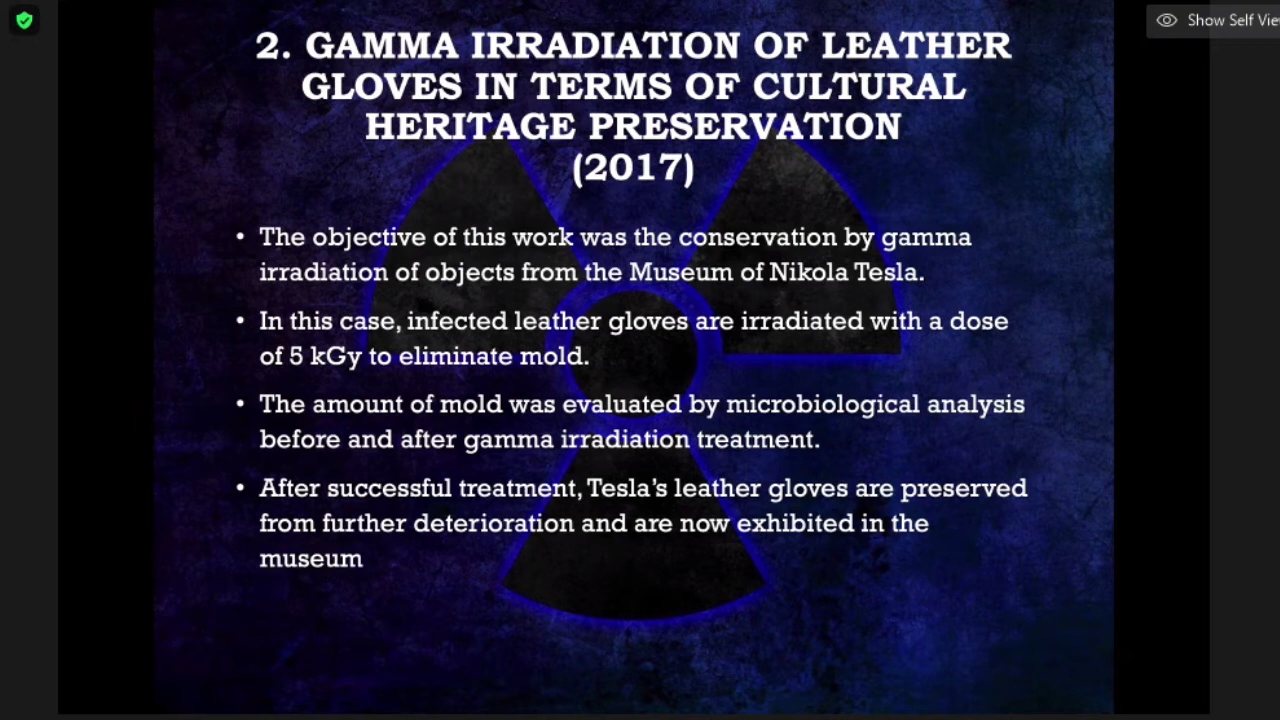 Show Self Vie
2. GAMMA IRRADIATION OF LEATHER
GLOVES IN TERMS OF CULTURAL
HERITAGE PRESERVATION
(2017)
• The objective of this work was the conservation by gamma
irradiation of objects from the Museum of Nikola Tesla.
• In this case, infected leather gloves are irradiated with a dose
of 5 kGy to eliminate mold.
• The amount of mold was evaluated by microbiological analysis
before and after gamma irradiation treatment.
• After successful treatment, Tesla’s leather gloves are preserved
from further deterioration and are now exhibited in the
museum